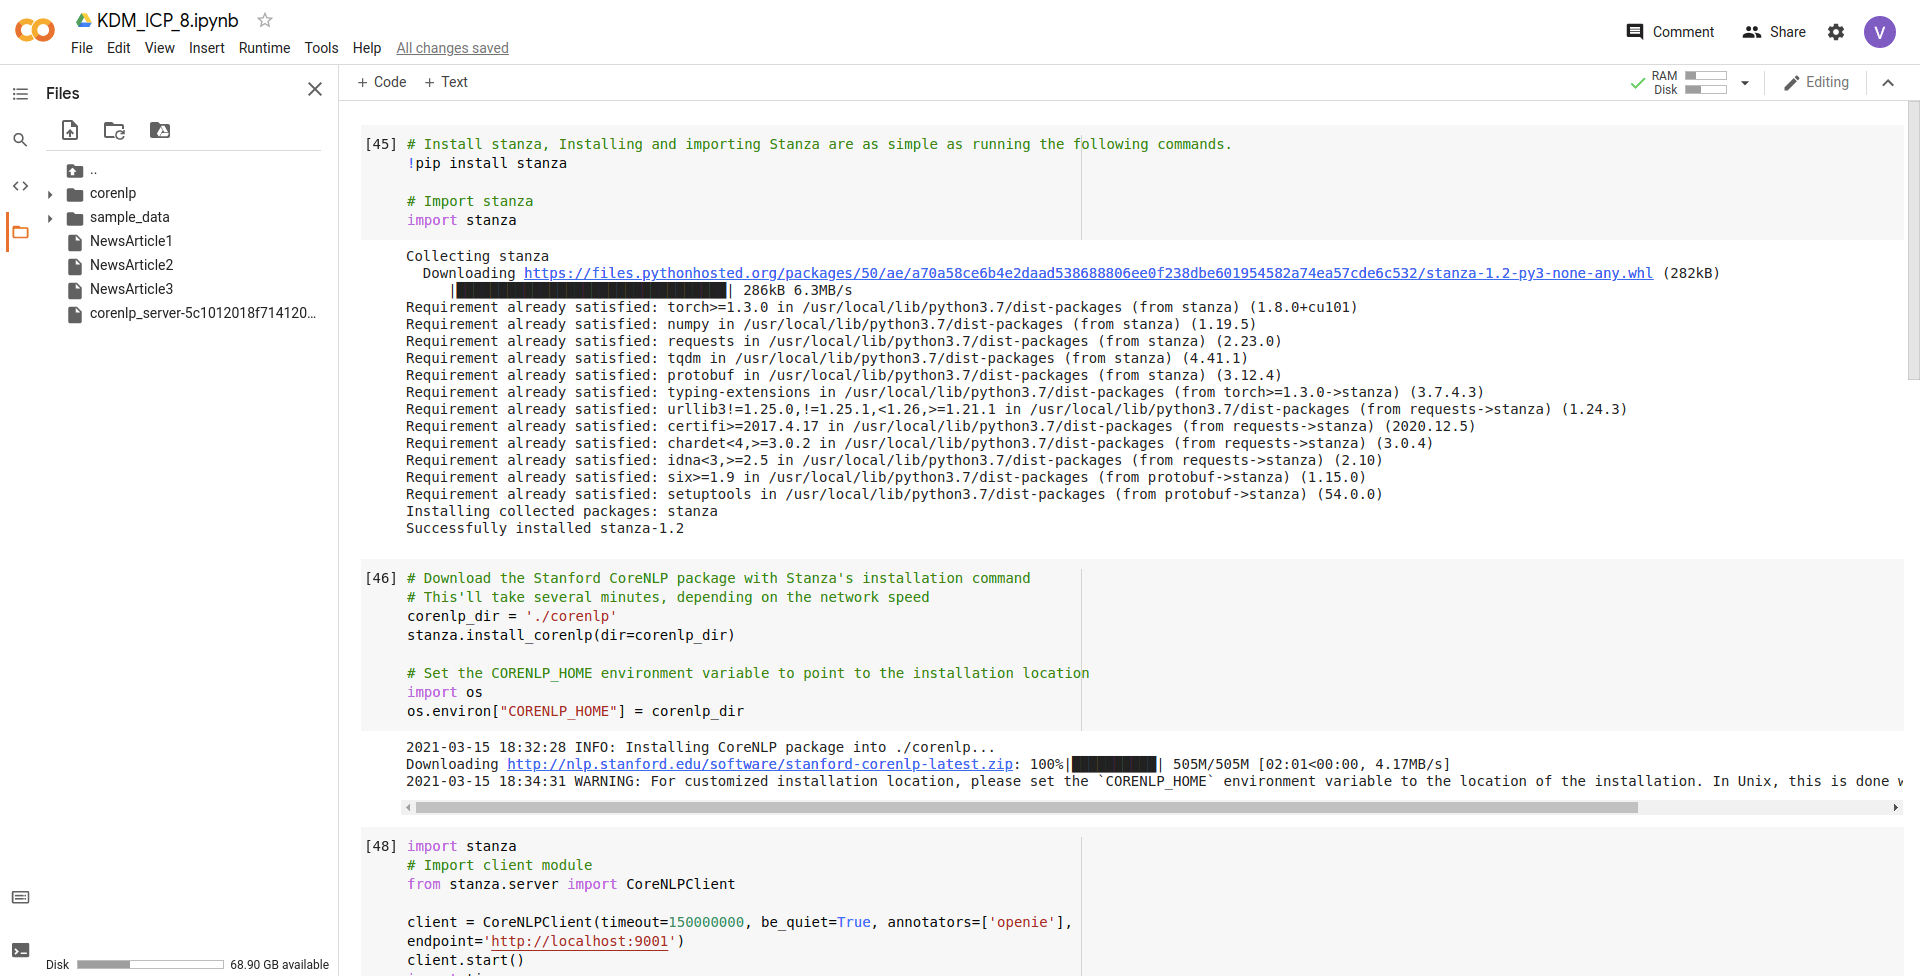 KDM_ICP_8.ipynb
File Edit View Insert Runtime Tools Help All changes saved
Comment Share V
Files
+ Code + Text
RAM
Disk
Editing
..
corenlp
sample_data
NewsArticle1
NewsArticle2
NewsArticle3
corenlp_server-5c1012018f714120...
Disk 68.90 GB available
[45] # Install stanza, Installing and importing Stanza are as simple as running the following commands.
!pip install stanza
# Import stanza
import stanza
Collecting stanza
Downloading https://files.pythonhosted.org/packages/50/ae/a70a58ce6b4e2daad538688806ee0f238dbe601954582a74ea57cde6c532/stanza-1.2-py3-none-any.whl (282kB)
|████████████████████████████████| 286kB 6.3MB/s
Requirement already satisfied: torch>=1.3.0 in /usr/local/lib/python3.7/dist-packages (from stanza) (1.8.0+cu101)
Requirement already satisfied: numpy in /usr/local/lib/python3.7/dist-packages (from stanza) (1.19.5)
Requirement already satisfied: requests in /usr/local/lib/python3.7/dist-packages (from stanza) (2.23.0)
Requirement already satisfied: tqdm in /usr/local/lib/python3.7/dist-packages (from stanza) (4.41.1)
Requirement already satisfied: protobuf in /usr/local/lib/python3.7/dist-packages (from stanza) (3.12.4)
Requirement already satisfied: typing-extensions in /usr/local/lib/python3.7/dist-packages (from torch>=1.3.0->stanza) (3.7.4.3)
Requirement already satisfied: urllib3!=1.25.0,!=1.25.1,<1.26,>=1.21.1 in /usr/local/lib/python3.7/dist-packages (from requests->stanza) (1.24.3)
Requirement already satisfied: certifi>=2017.4.17 in /usr/local/lib/python3.7/dist-packages (from requests->stanza) (2020.12.5)
Requirement already satisfied: chardet<4,>=3.0.2 in /usr/local/lib/python3.7/dist-packages (from requests->stanza) (3.0.4)
Requirement already satisfied: idna<3,>=2.5 in /usr/local/lib/python3.7/dist-packages (from requests->stanza) (2.10)
Requirement already satisfied: six>=1.9 in /usr/local/lib/python3.7/dist-packages (from protobuf->stanza) (1.15.0)
Requirement already satisfied: setuptools in /usr/local/lib/python3.7/dist-packages (from protobuf->stanza) (54.0.0)
Installing collected packages: stanza
Successfully installed stanza-1.2
[46] # Download the Stanford CoreNLP package with Stanza's installation command
# This'll take several minutes, depending on the network speed
corenlp_dir = './corenlp'
stanza.install_corenlp(dir=corenlp_dir)
# Set the CORENLP_HOME environment variable to point to the installation location
import os
os.environ["CORENLP_HOME"] = corenlp_dir
2021-03-15 18:32:28 INFO: Installing CoreNLP package into ./corenlp...
Downloading http://nlp.stanford.edu/software/stanford-corenlp-latest.zip: 100%|██████████| 505M/505M [02:01<00:00, 4.17MB/s]
2021-03-15 18:34:31 WARNING: For customized installation location, please set the `CORENLP_HOME` environment variable to the location of the installation. In Unix, this is done
[48] import stanza
# Import client module
from stanza.server import CoreNLPClient
client = CoreNLPClient(timeout=150000000, be_quiet=True, annotators=['openie'],
endpoint='http://localhost:9001')
client.start()